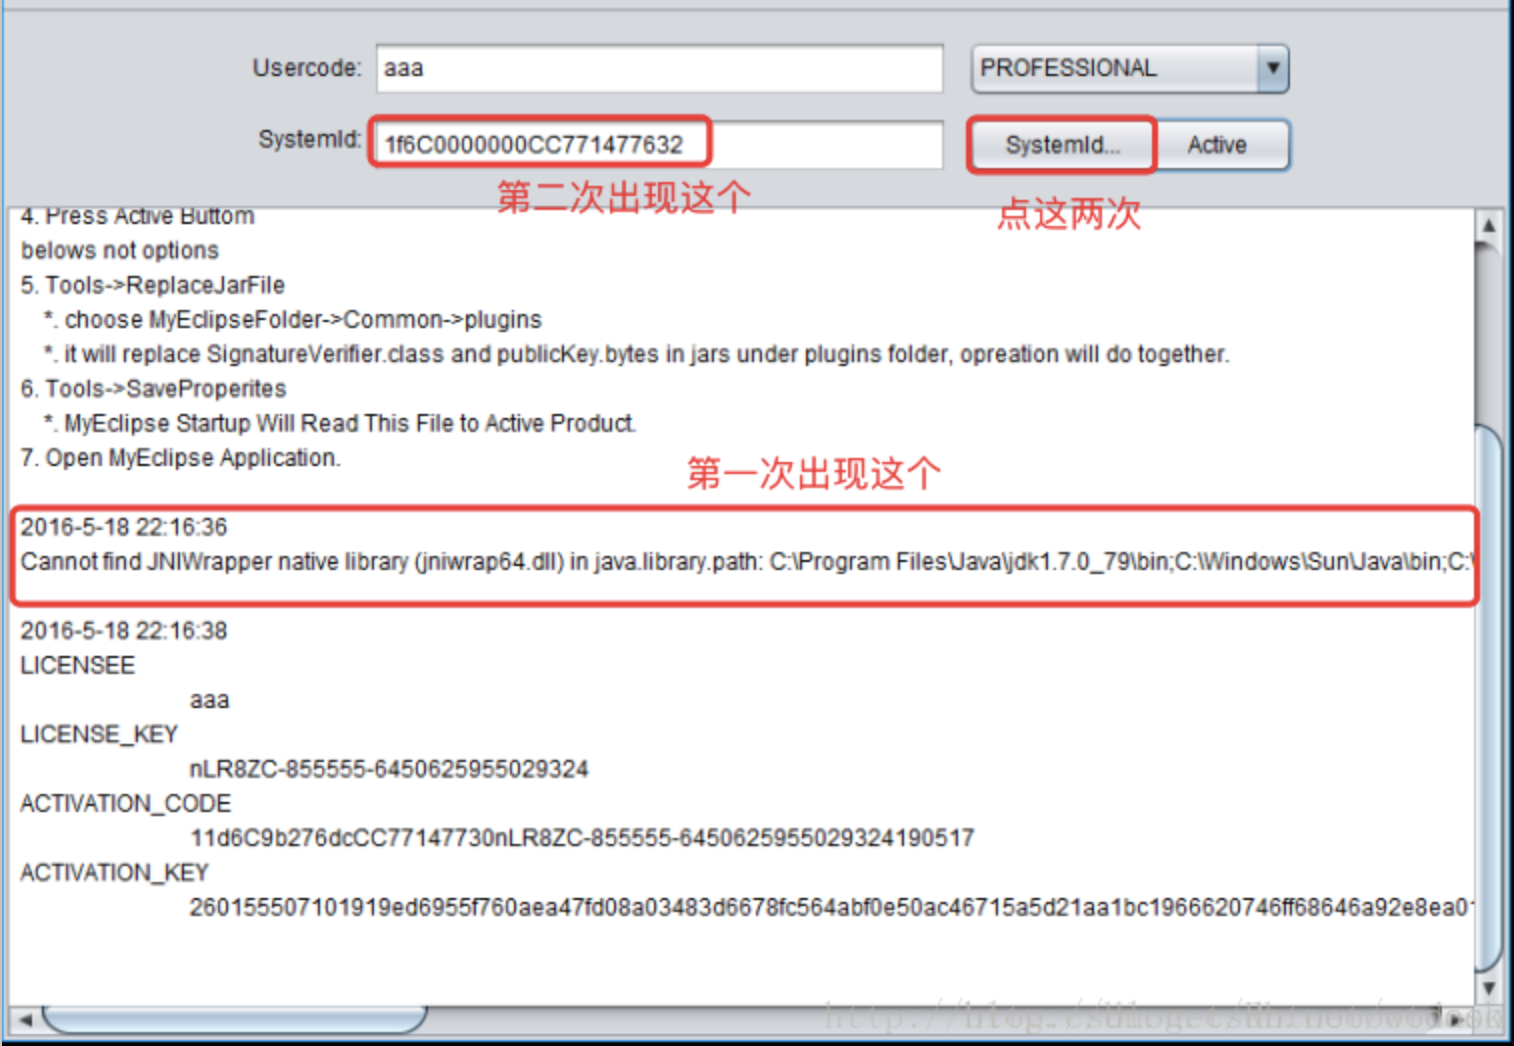 Usercode: aaa PROFESSIONAL
SystemId: 1f6C0000000CC771477632 SystemId... Active
第二次出现这个
点这两次
4. Press Active Buttom
belows not options
5. Tools->ReplaceJarFile
*. choose MyEclipseFolder->Common->plugins
*. it will replace SignatureVerifier.class and publicKey.bytes in jars under plugins folder, opreation will do together.
6. Tools->SaveProperites
*. MyEclipse Startup Will Read This File to Active Product.
7. Open MyEclipse Application.
第一次出现这个
2016-5-18 22:16:36
Cannot find JNIWrapper native library (jniwrap64.dll) in java.library.path: C:\Program Files\Java\jdk1.7.0_79\bin;C:\Windows\Sun\Java\bin;C:\
2016-5-18 22:16:38
LICENSEE
aaa
LICENSE_KEY
nLR8ZC-855555-6450625955029324
ACTIVATION_CODE
11d6C9b276dcCC77147730nLR8ZC-855555-6450625955029324190517
ACTIVATION_KEY
260155507101919ed6955f760aea47fd08a03483d6678fc564abf0e50ac46715a5d21aa1bc1966620746ff68646a92e8ea0